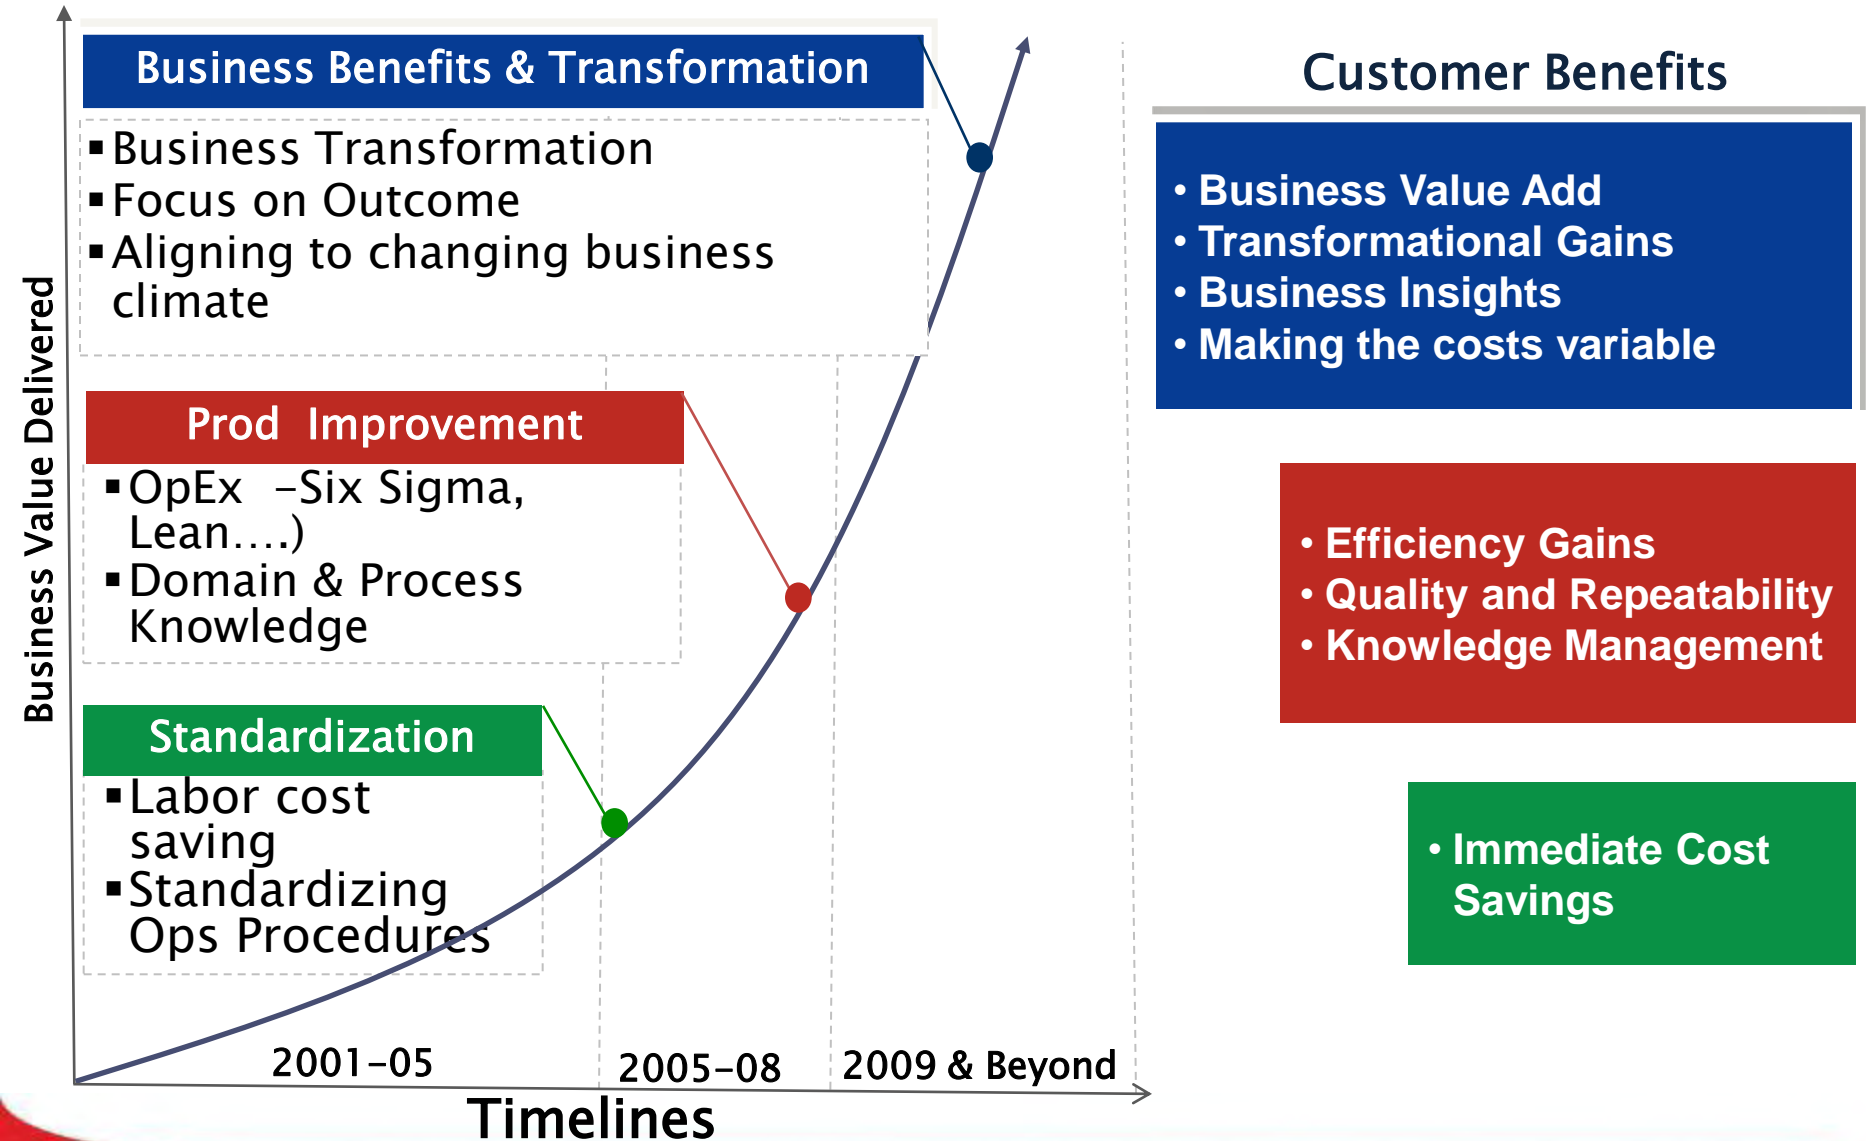 Business Benefits & Transformation
▪Business Transformation
▪Focus on Outcome
▪Aligning to changing business
climate
Prod  Improvement
▪OpEx  –Six Sigma,
Lean….)
▪Domain & Process
Knowledge
Standardization
▪Labor cost
saving
▪Standardizing
Ops Procedures
Business Value Delivered
2001–05
2005–08
2009 & Beyond
Timelines
Customer Benefits
• Business Value Add
• Transformational Gains
• Business Insights
• Making the costs variable
• Efficiency Gains
• Quality and Repeatability
• Knowledge Management
• Immediate Cost
Savings